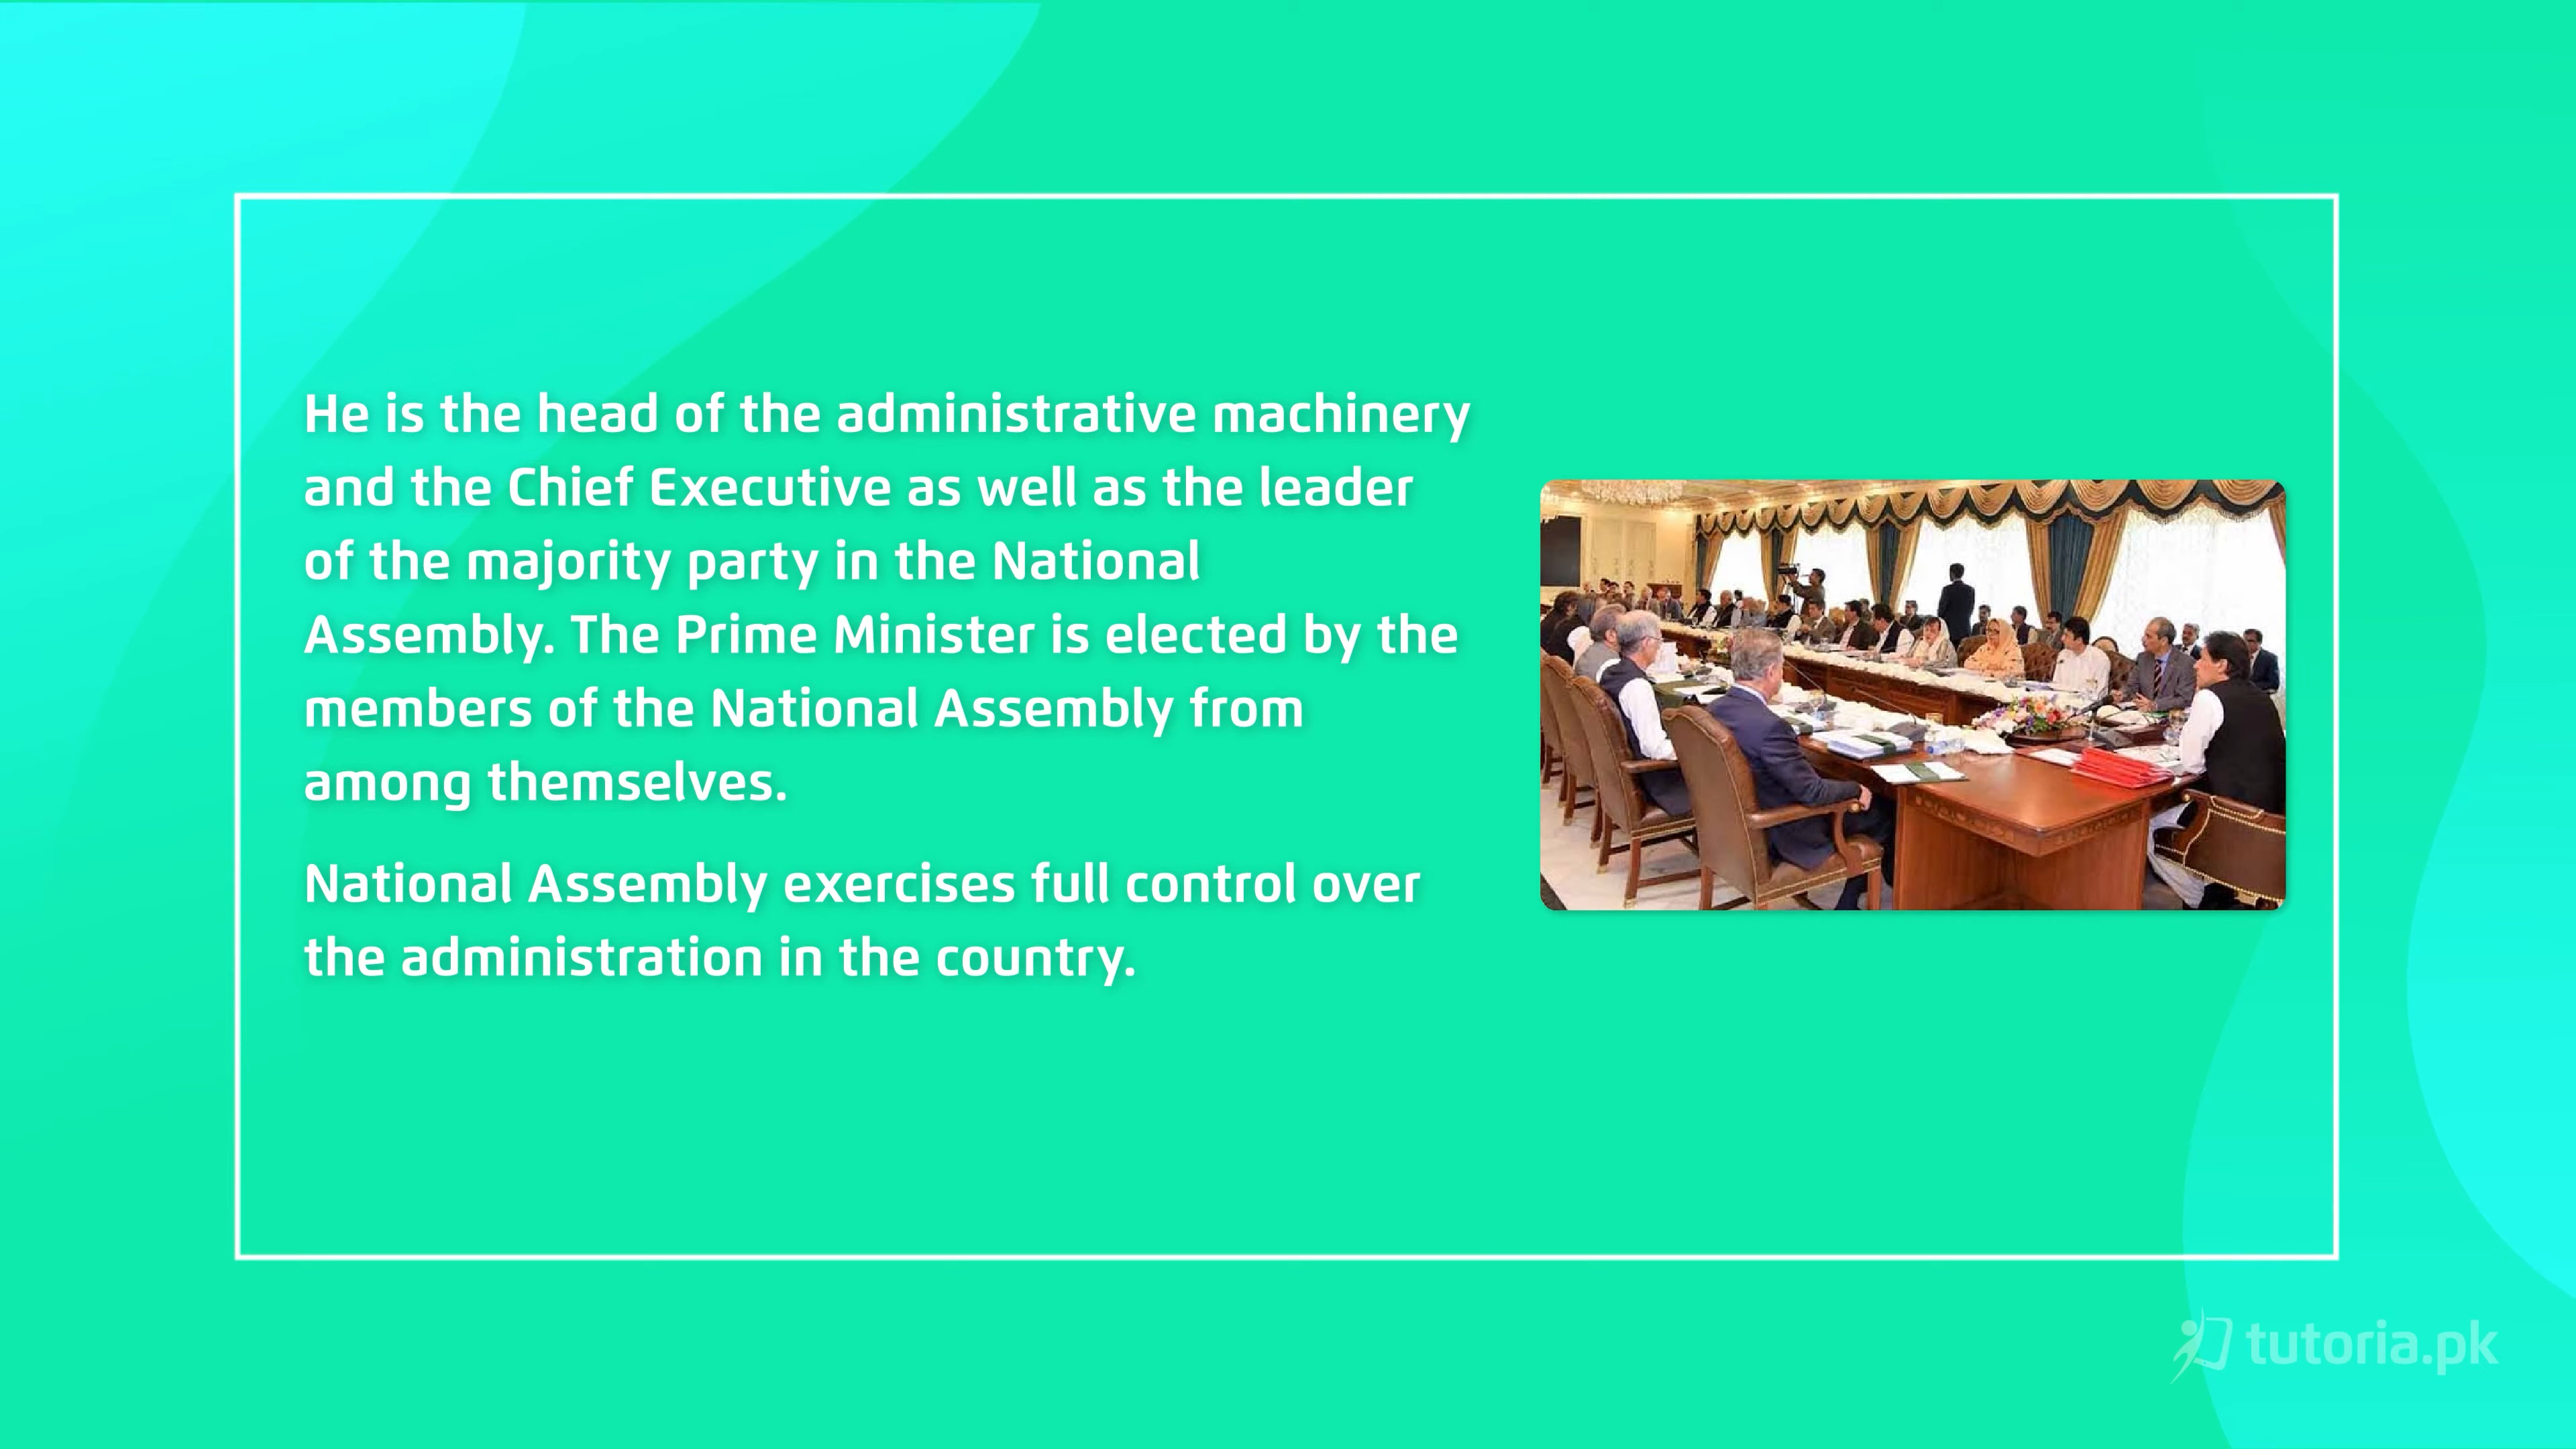 He is the head of the administrative machinery
and the Chief Executive as well as the leader
of the majority party in the National
Assembly. The Prime Minister is elected by the
members of the National Assembly from
among themselves.
National Assembly exercises full control over
the administration in the country.
tutoria.pk